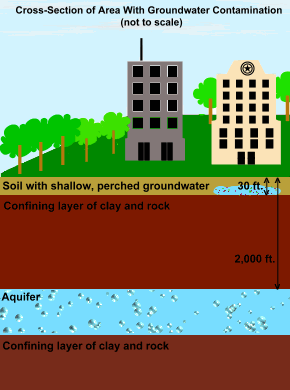 Cross-Section of Area With Groundwater Contamination
(not to scale)
Soil with shallow, perched groundwater
30 ft.
Confining layer of clay and rock
2,000 ft.
Aquifer
Confining layer of clay and rock